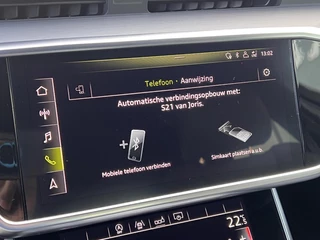 13:02
Telefoon · Aanwijzing
Automatische verbindingsopbouw met:
S21 van Joris.
Mobiele telefoon verbinden
Simkaart plaatsen a.u.b.
22°